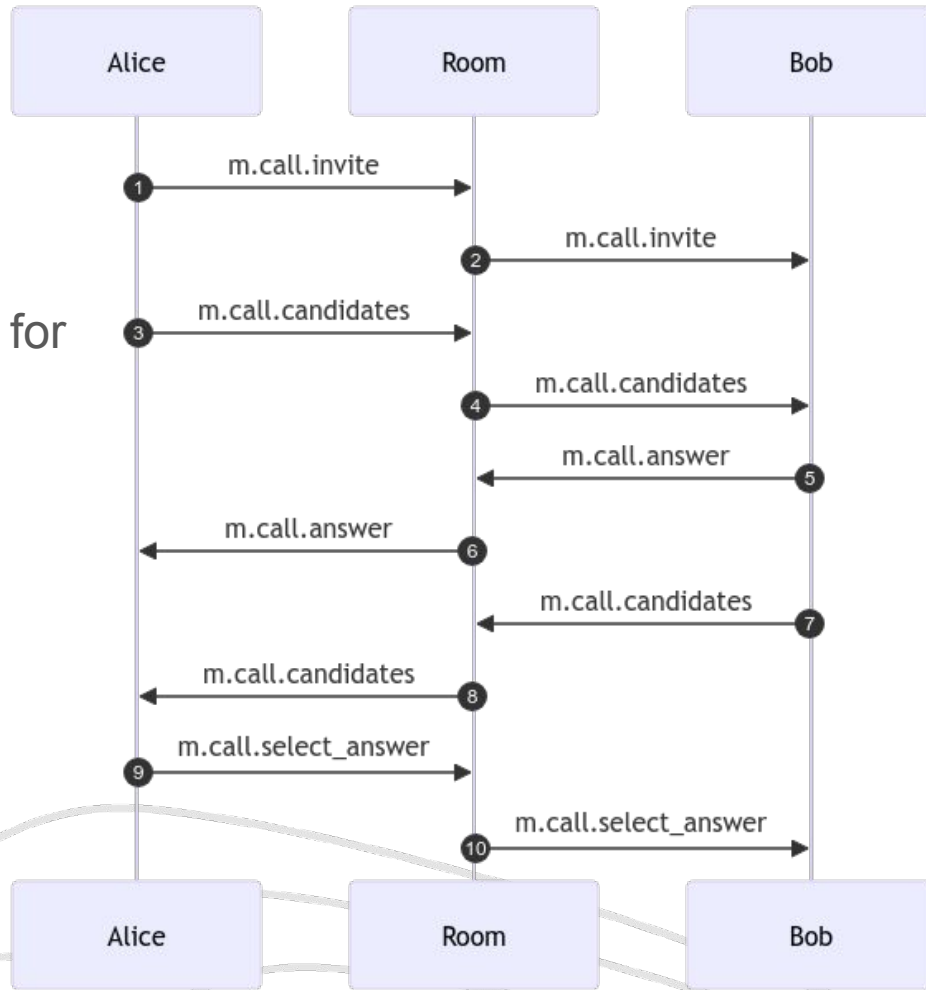 Alice Room Bob
m.call.invite
1
m.call.invite
2
m.call.candidates
for
3
m.call.candidates
4
m.call.answer
5
m.call.answer
6
m.call.candidates
7
m.call.candidates
8
m.call.select_answer
9
m.call.select_answer
10
Alice Room Bob